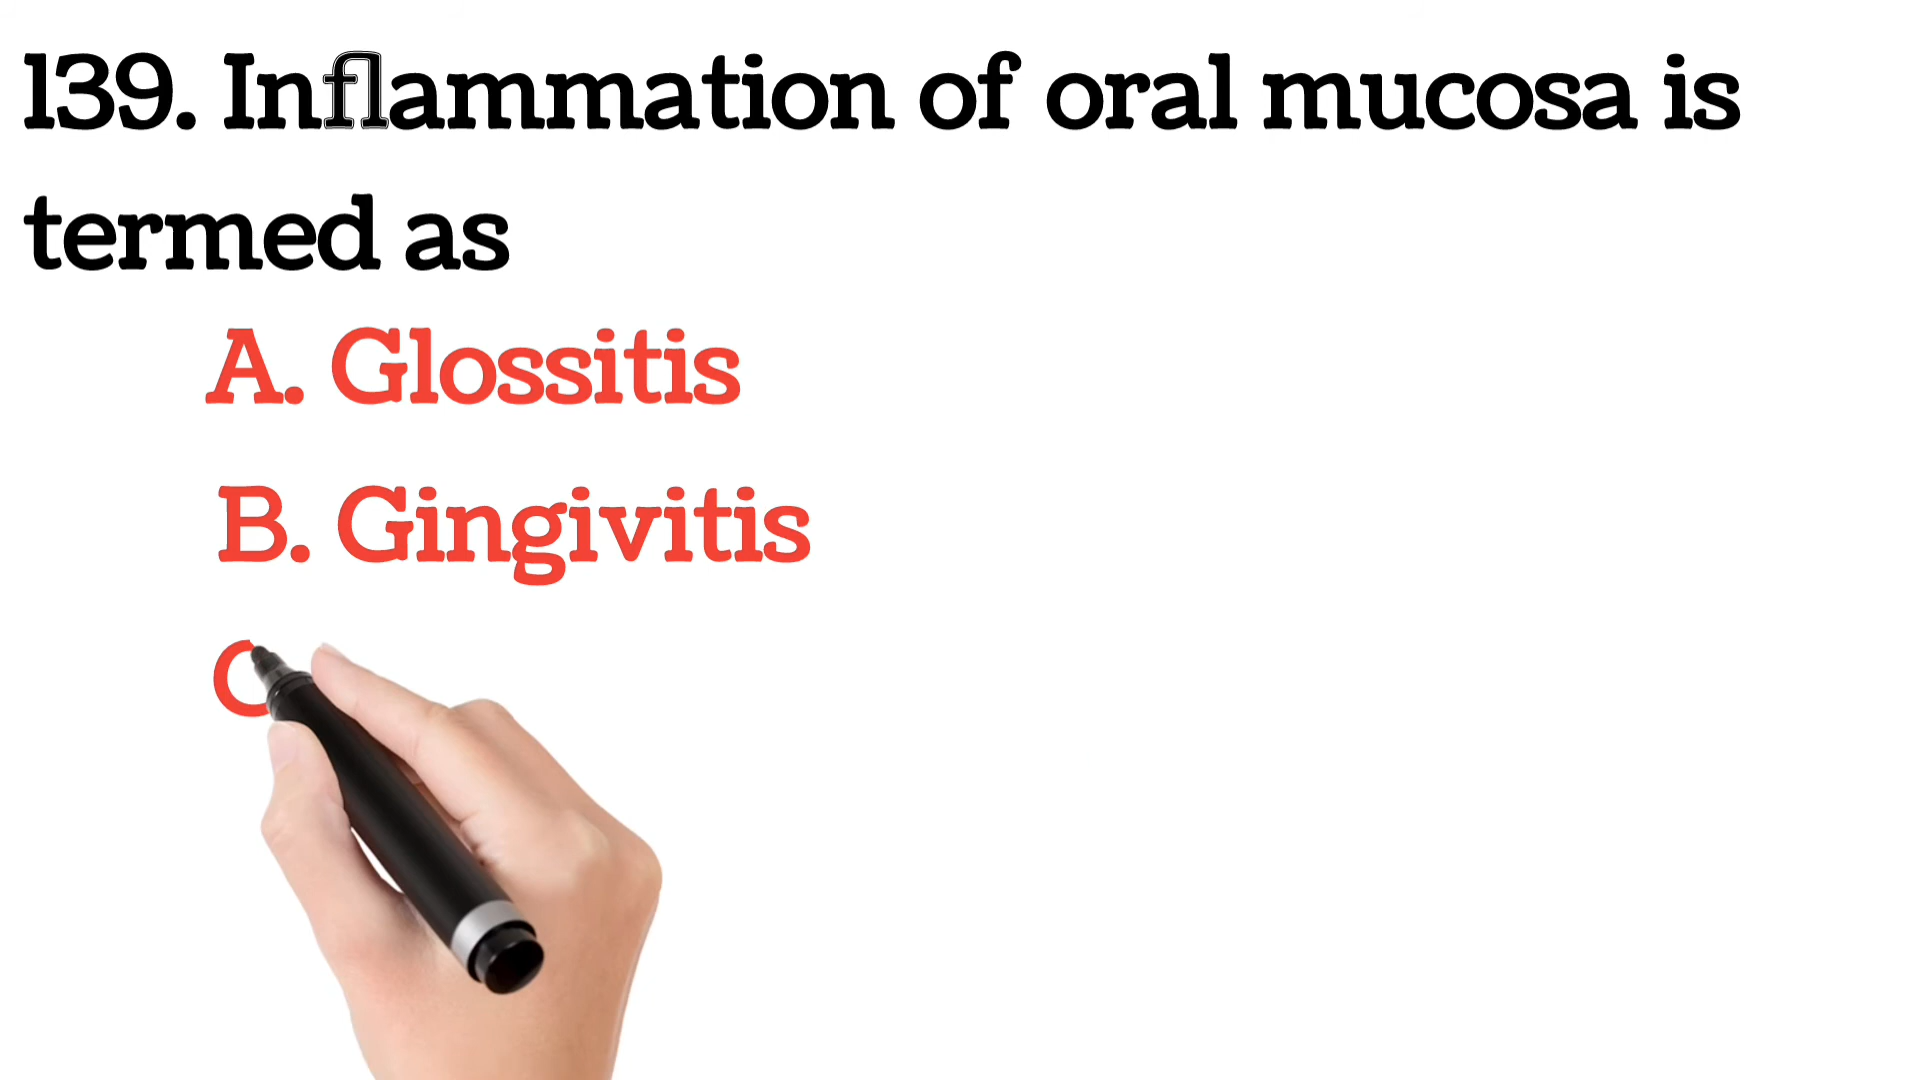 139. Inflammation of oral mucosa is
termed as
A. Glossitis
B. Gingivitis
C